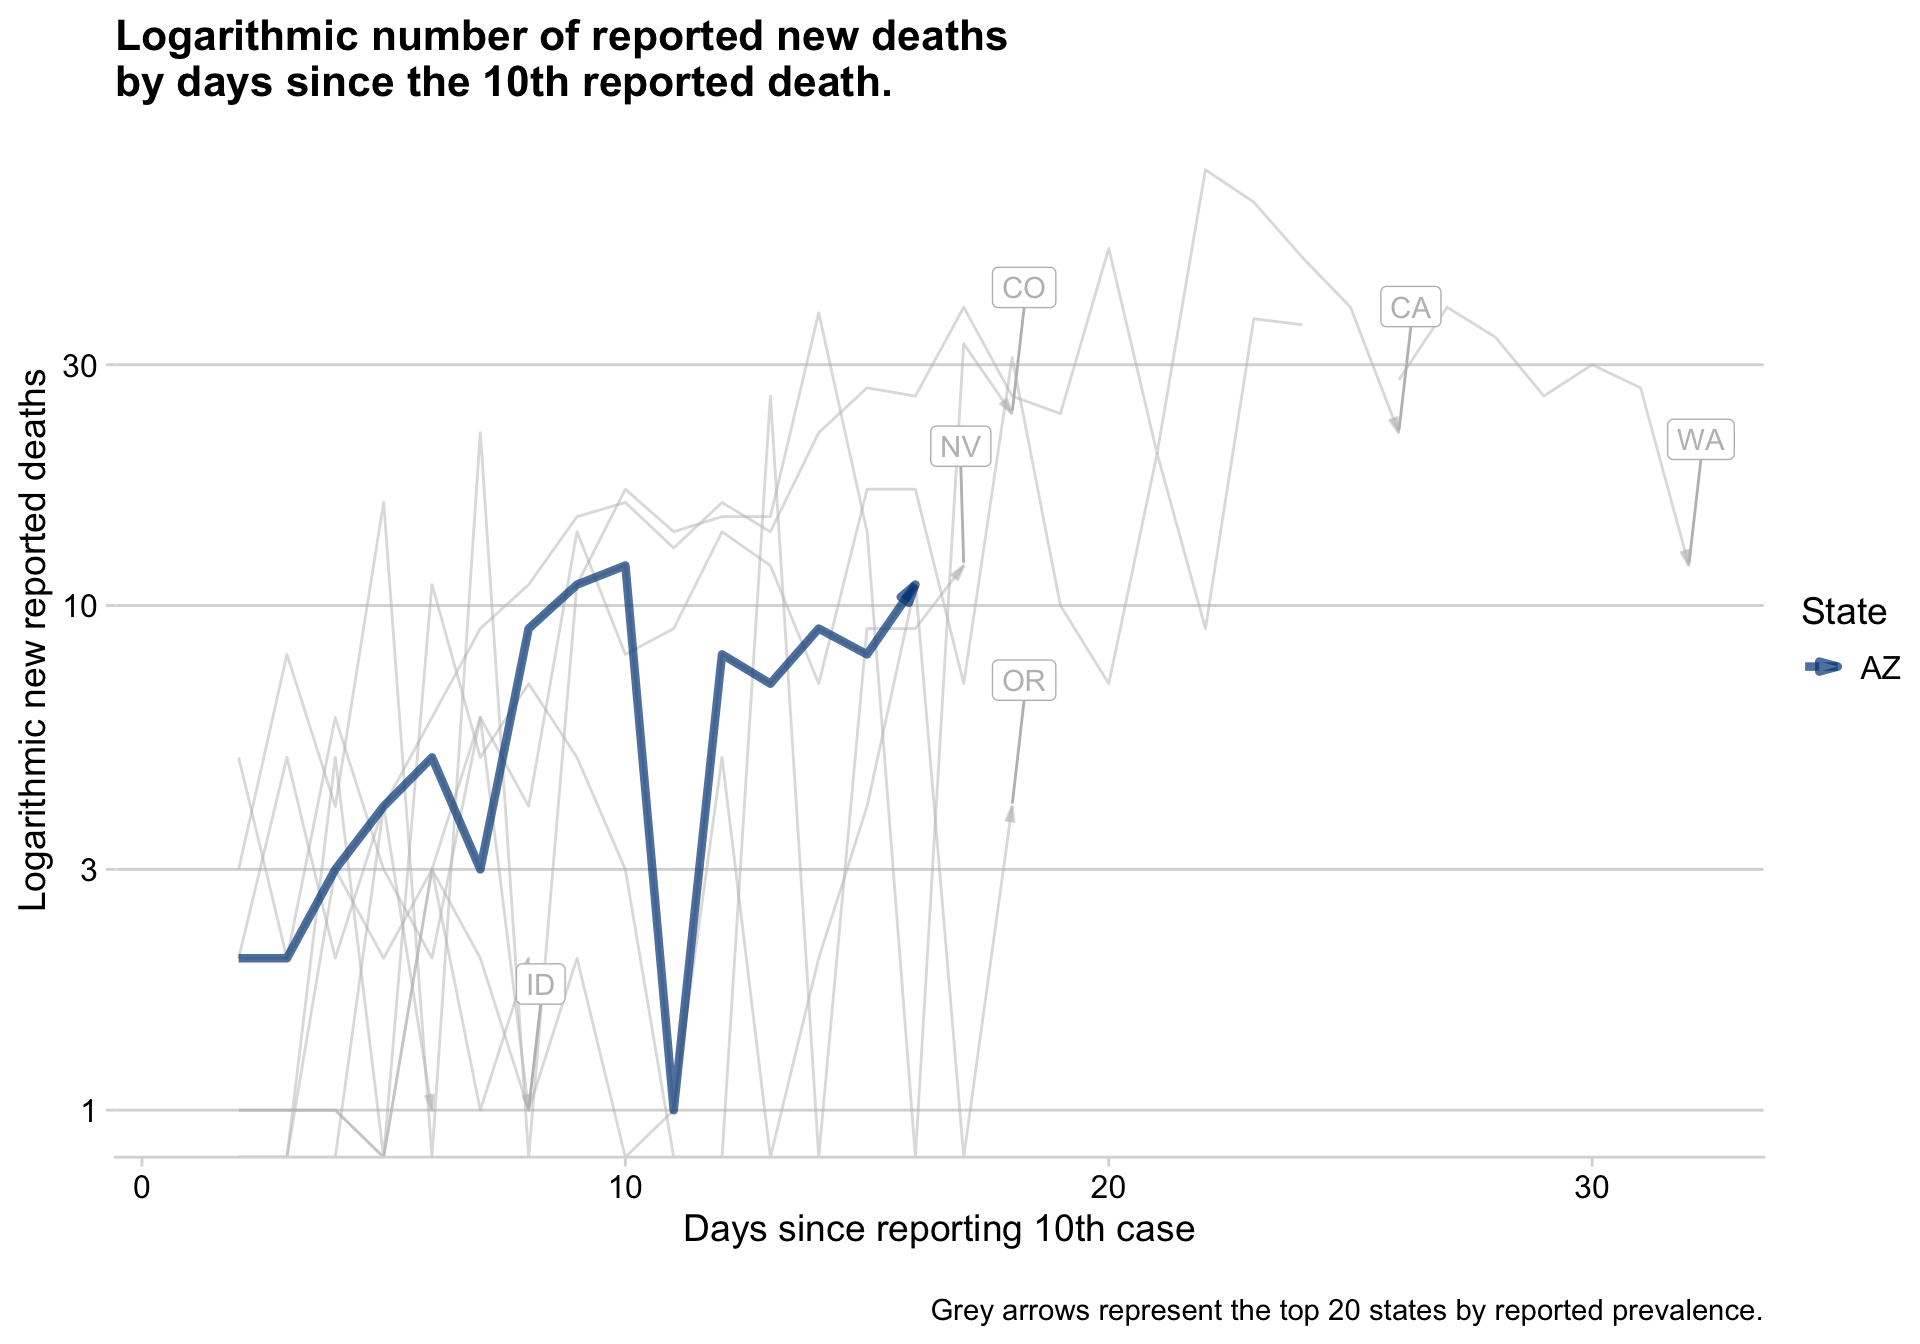 Logarithmic number of reported new deaths
by days since the 10th reported death.
CO
CA
30
NV
WA
Logarithmic new reported deaths
10
State
AZ
OR
3
ID
1
0 10 20 30
Days since reporting 10th case
Grey arrows represent the top 20 states by reported prevalence.